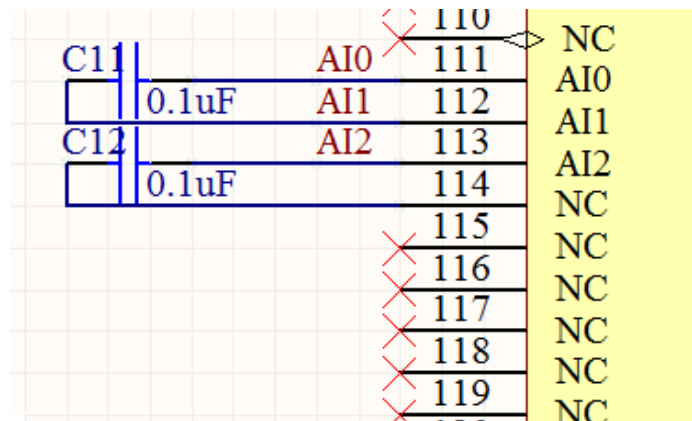 110 NC
C11 AI0 111 AI0
0.1uF AI1 112 AI1
C12 AI2 113 AI2
0.1uF 114 NC
115 NC
116 NC
117 NC
118 NC
119 NC